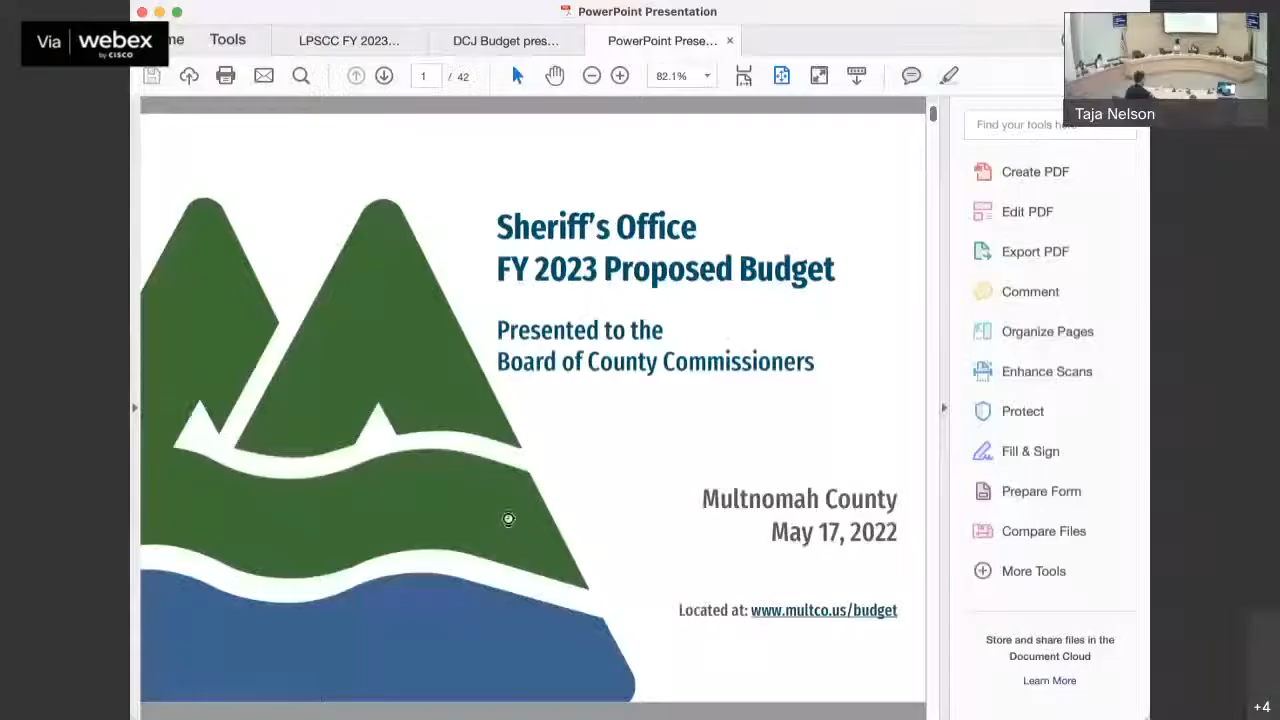 PowerPoint Presentation
Via webex
by CISCO
me
Tools
LPSCC FY 2023...
DCJ Budget pres...
PowerPoint Prese... ×
1 / 42
82.1%
Taja Nelson
Find your tools here
Create PDF
Edit PDF
Export PDF
Comment
Organize Pages
Enhance Scans
Protect
Fill & Sign
Prepare Form
Compare Files
More Tools
Store and share files in the
Document Cloud
Learn More
Sheriff's Office
FY 2023 Proposed Budget
Presented to the
Board of County Commissioners
Multnomah County
May 17, 2022
Located at: www.multco.us/budget
+4